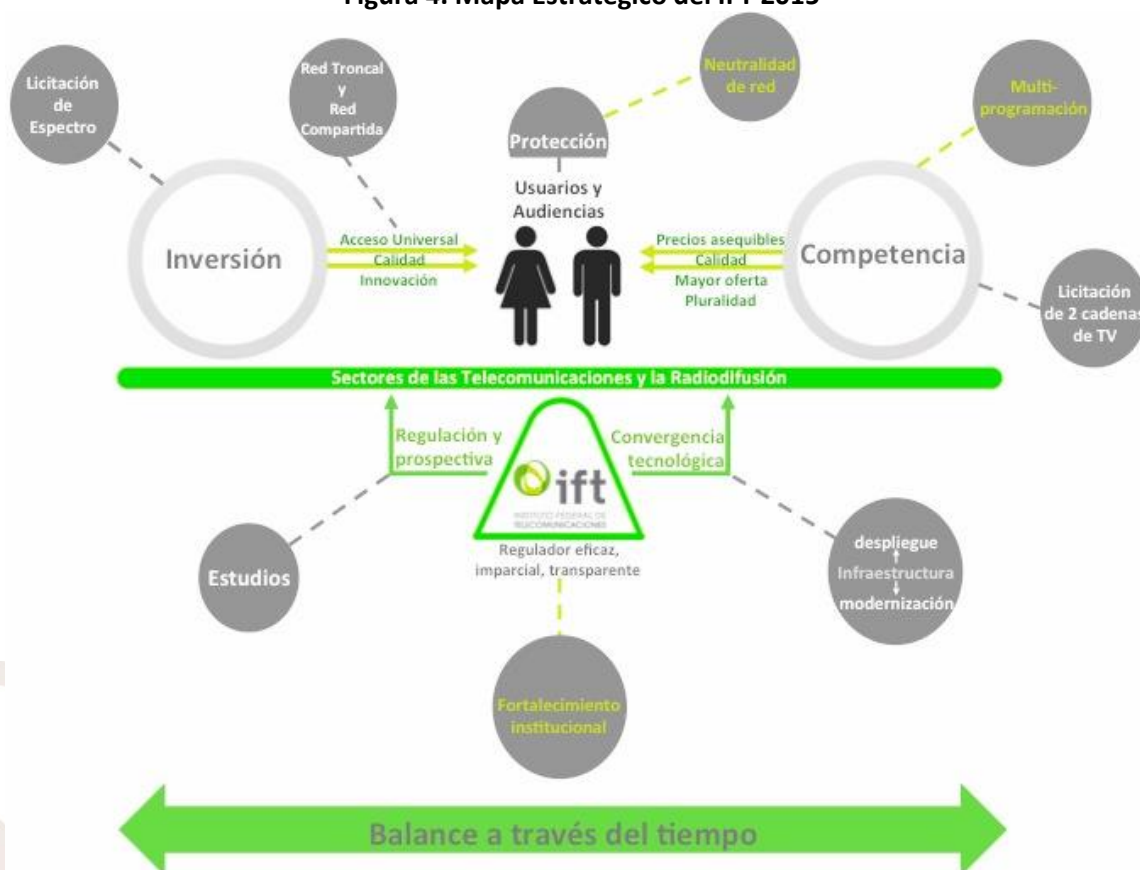 Figura 4. Mapa Estratégico del IFT 2015
Licitación
de
Espectro
Red Troncal
y
Red
Compartida
Protección
Neutralidad
de red
Multi-
programación
Usuarios y
Audiencias
Inversión
Acceso Universal
Calidad
Innovación
Precios asequibles
Calidad
Mayor oferta
Pluralidad
Competencia
Licitación
de 2 cadenas
de TV
Sectores de las Telecomunicaciones y la Radiodifusión
Regulación y
prospectiva
Convergencia
tecnológica
ift
INSTITUTO FEDERAL DE
TELECOMUNICACIONES
Regulador eficaz,
imparcial, transparente
Estudios
despliegue
Infraestructura
modernización
Fortalecimiento
institucional
Balance a través del tiempo